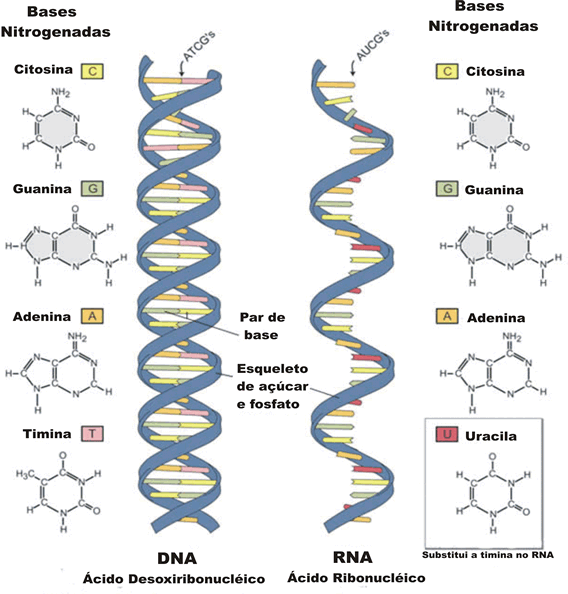 Bases
Nitrogenadas
Citosina C
NH₂
H
C
C
N
H
C
C
N
O
H
Guanina G
O
N
C
C
N
H
H
C
C
N
C
N
H
H
N
H
Adenina A
NH₂
N
C
C
N
H
C
C
C
H
N
N
H
Timina T
O
H₃C
C
C
N
H
H
C
C
N
O
H
ATCG's
Par de
base
Esqueleto
de açúcar
e fosfato
DNA
Ácido Desoxiribonucléico
AUCG's
RNA
Ácido Ribonucléico
Bases
Nitrogenadas
C Citosina
NH₂
H
C
C
N
H
C
C
N
O
H
G Guanina
O
N
C
C
N
H
H
C
C
N
C
N
H
H
N
H
A Adenina
NH₂
N
C
C
N
H
C
C
C
H
N
N
H
U Uracila
O
H
C
C
N
H
H
C
C
N
O
H
Substitui a timina no RNA